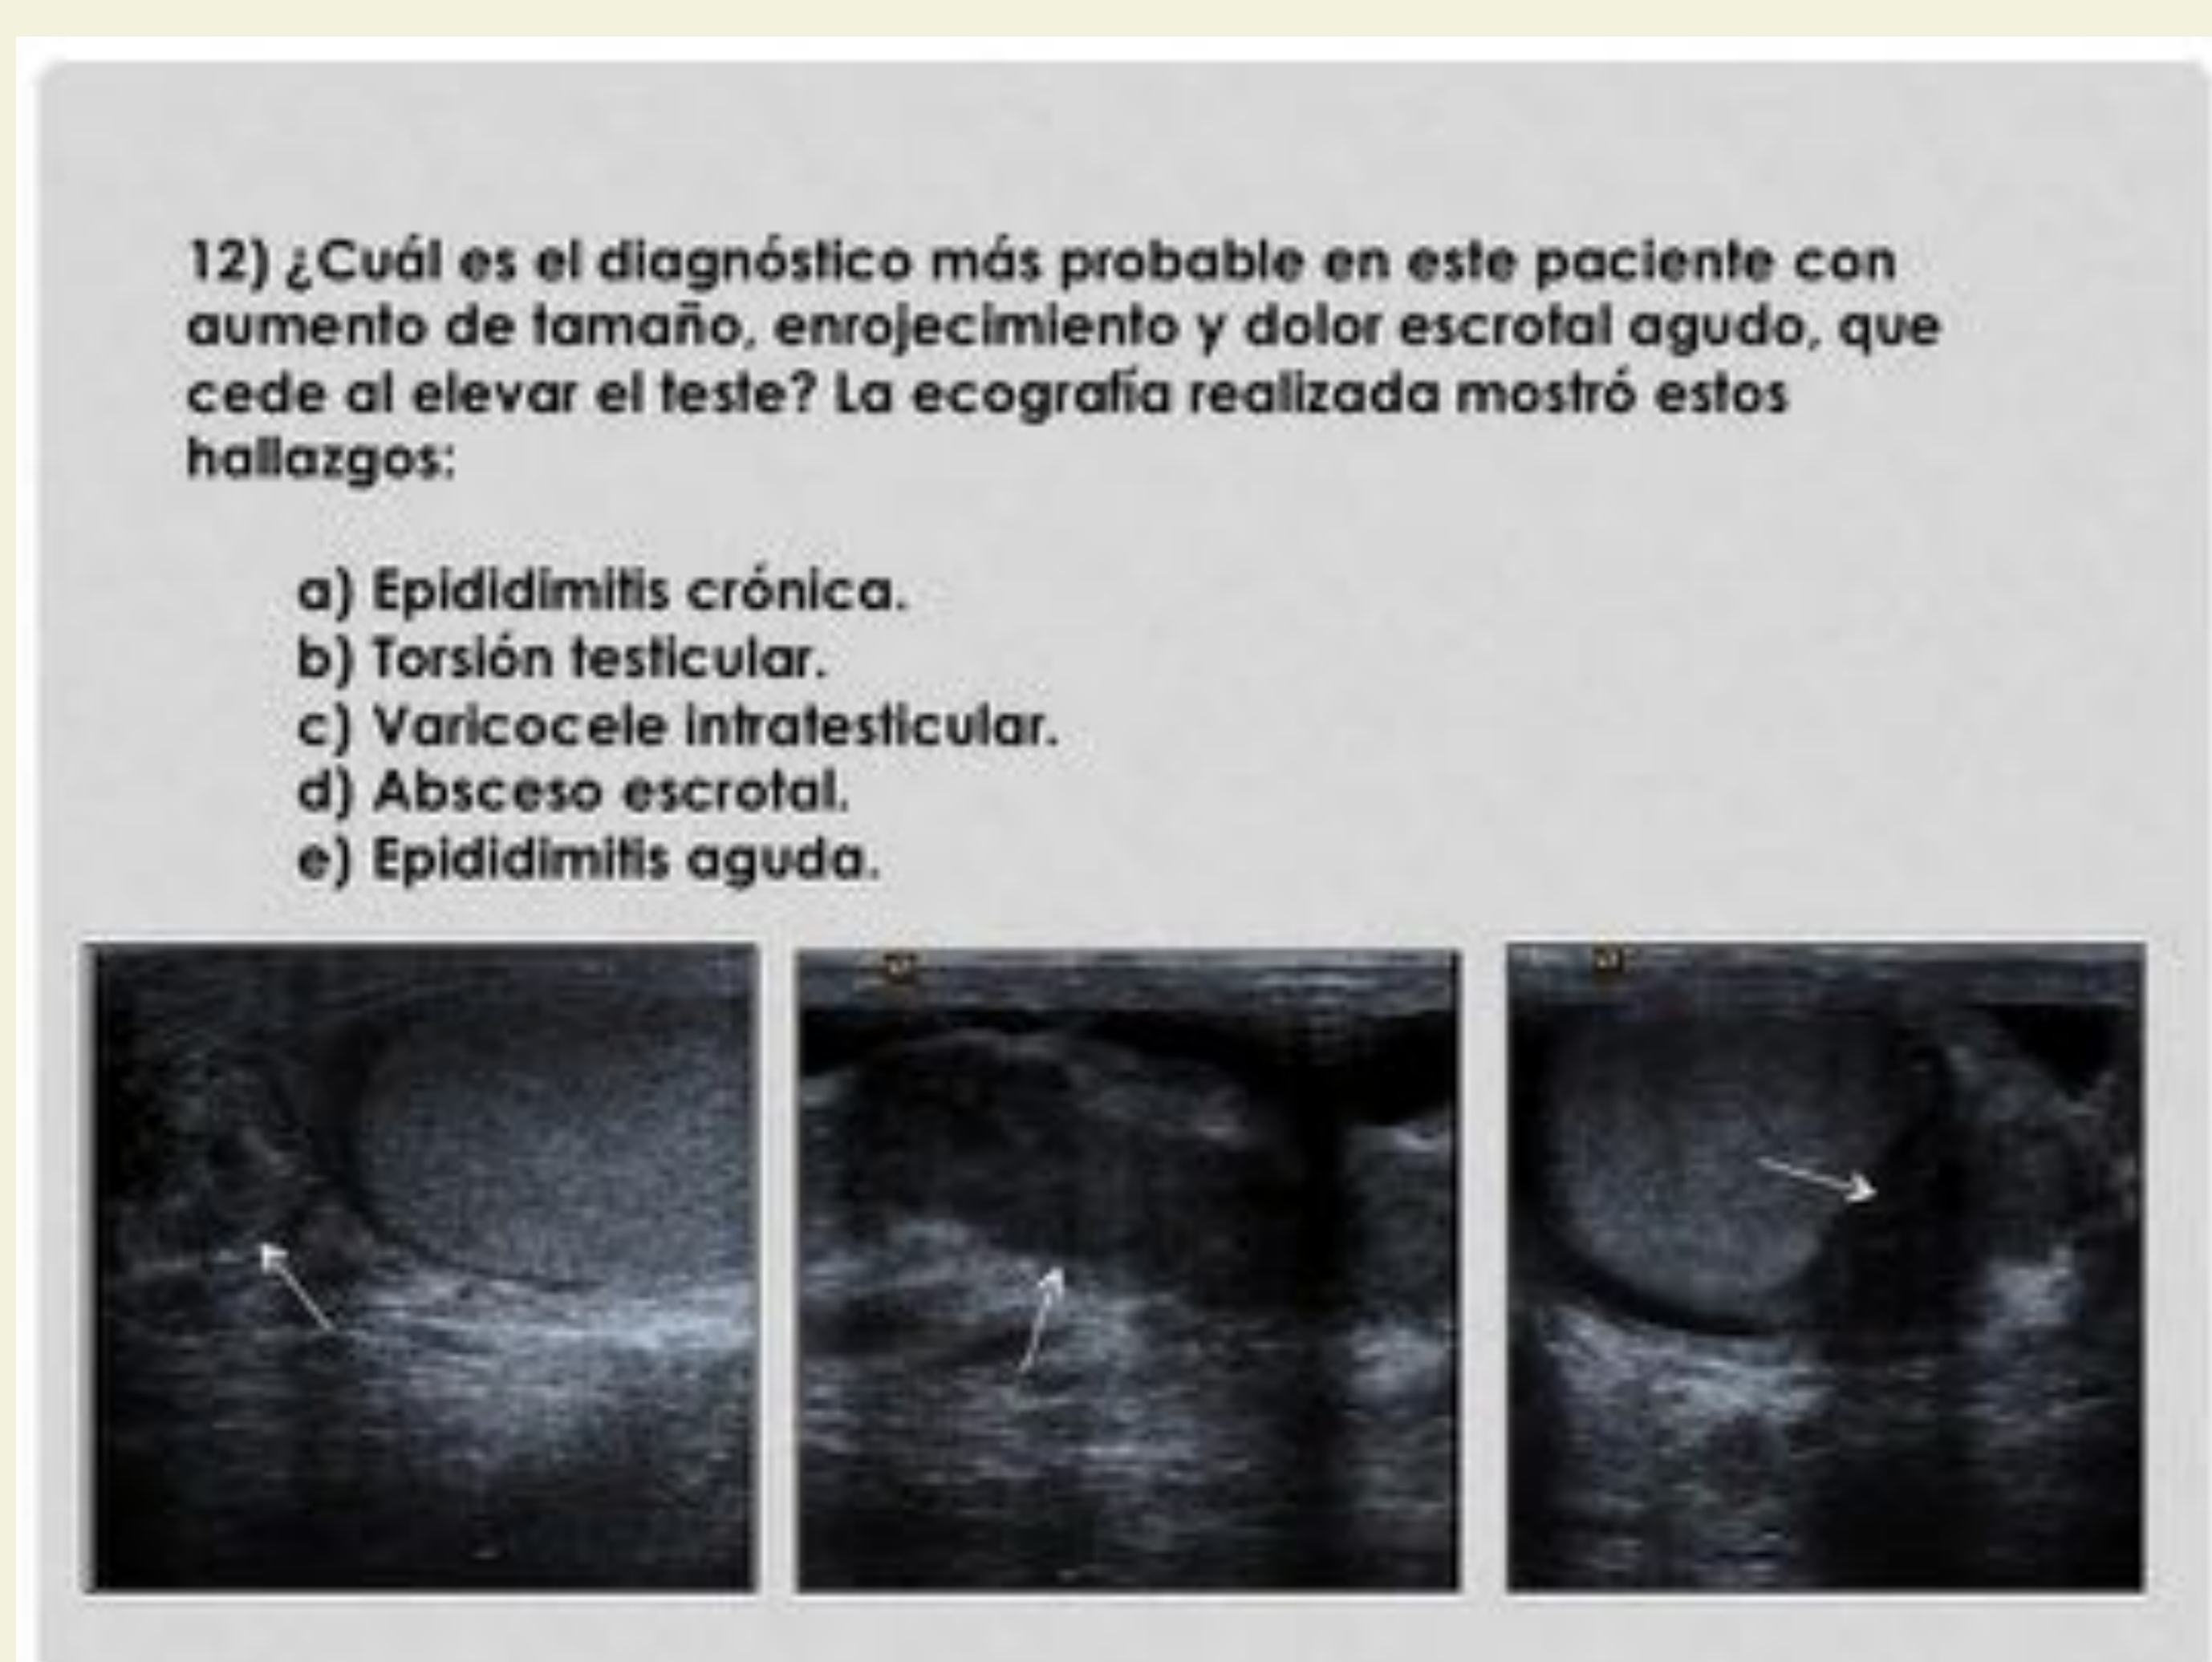 12) ¿Cuál es el diagnóstico más probable en este paciente con
aumento de tamaño, enrojecimiento y dolor escrotal agudo, que
cede al elevar el teste? La ecografía realizada mostró estos
hallazgos:
a) Epididimitis crónica.
b) Torsión testicular.
c) Varicocele intratesticular.
d) Absceso escrotal.
e) Epididimitis aguda.